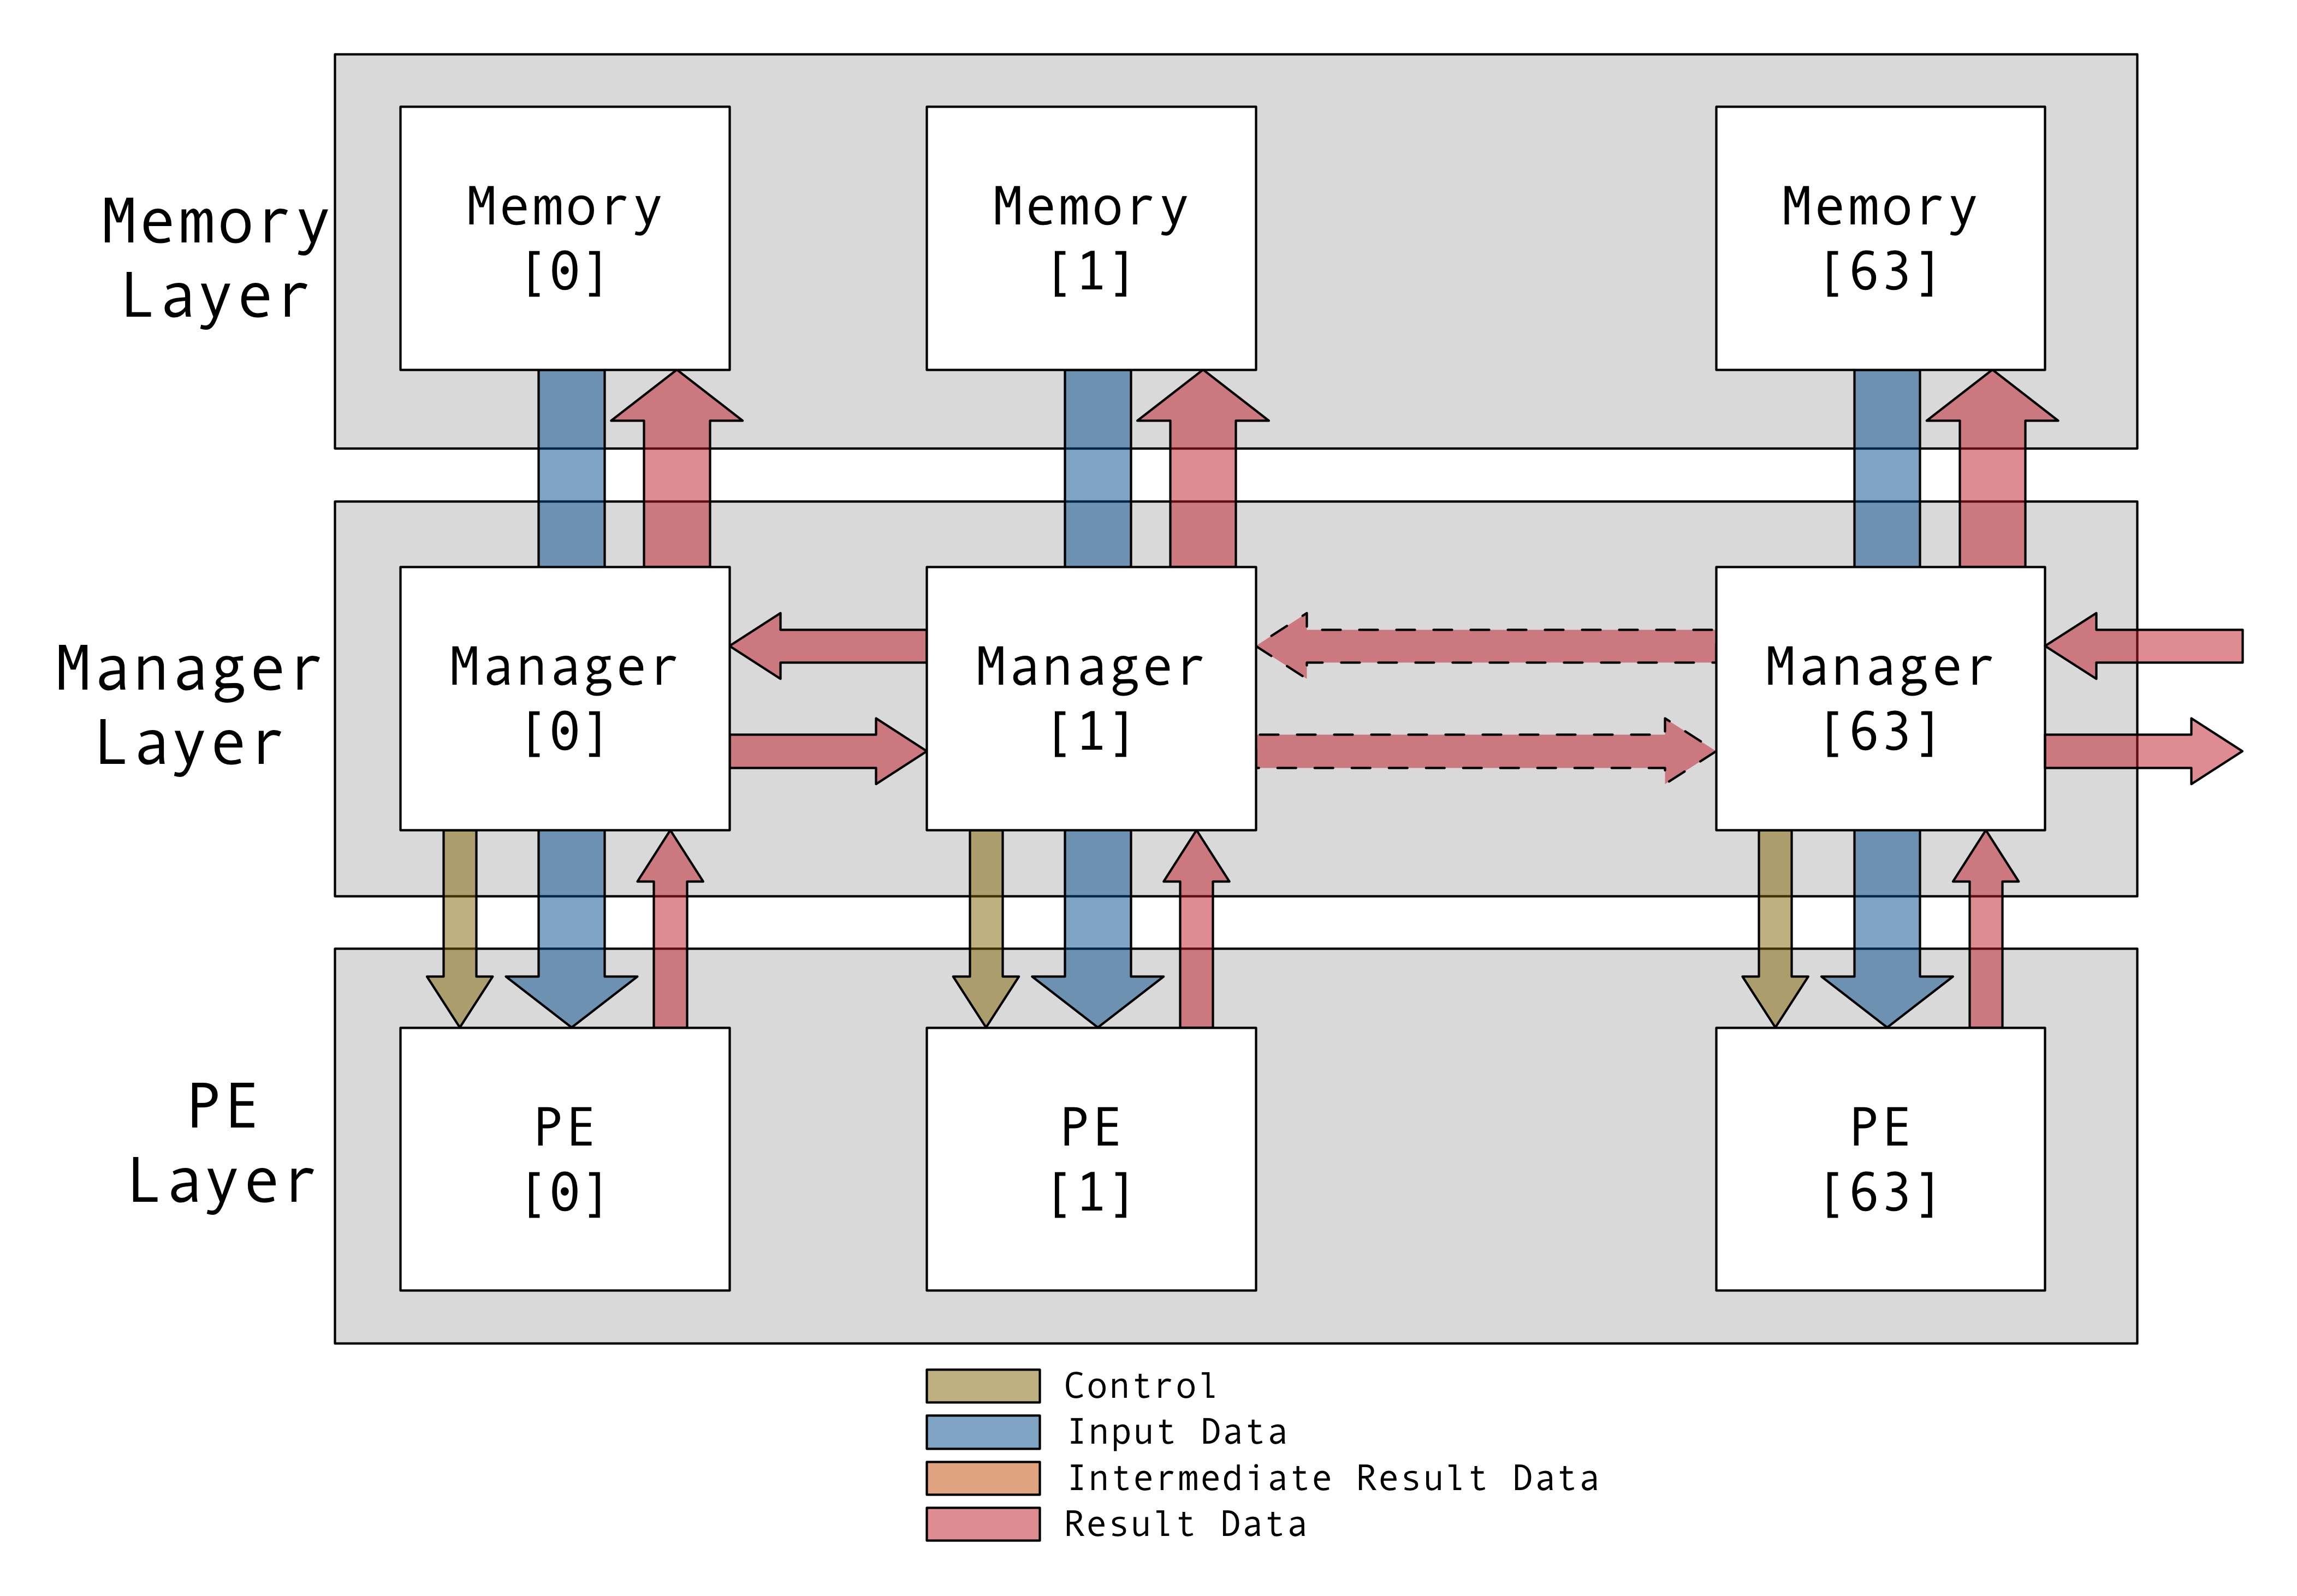 Memory
Layer
Memory
[0]
Memory
[1]
Memory
[63]
Manager
Layer
Manager
[0]
Manager
[1]
Manager
[63]
PE
Layer
PE
[0]
PE
[1]
PE
[63]
Control
Input Data
Intermediate Result Data
Result Data